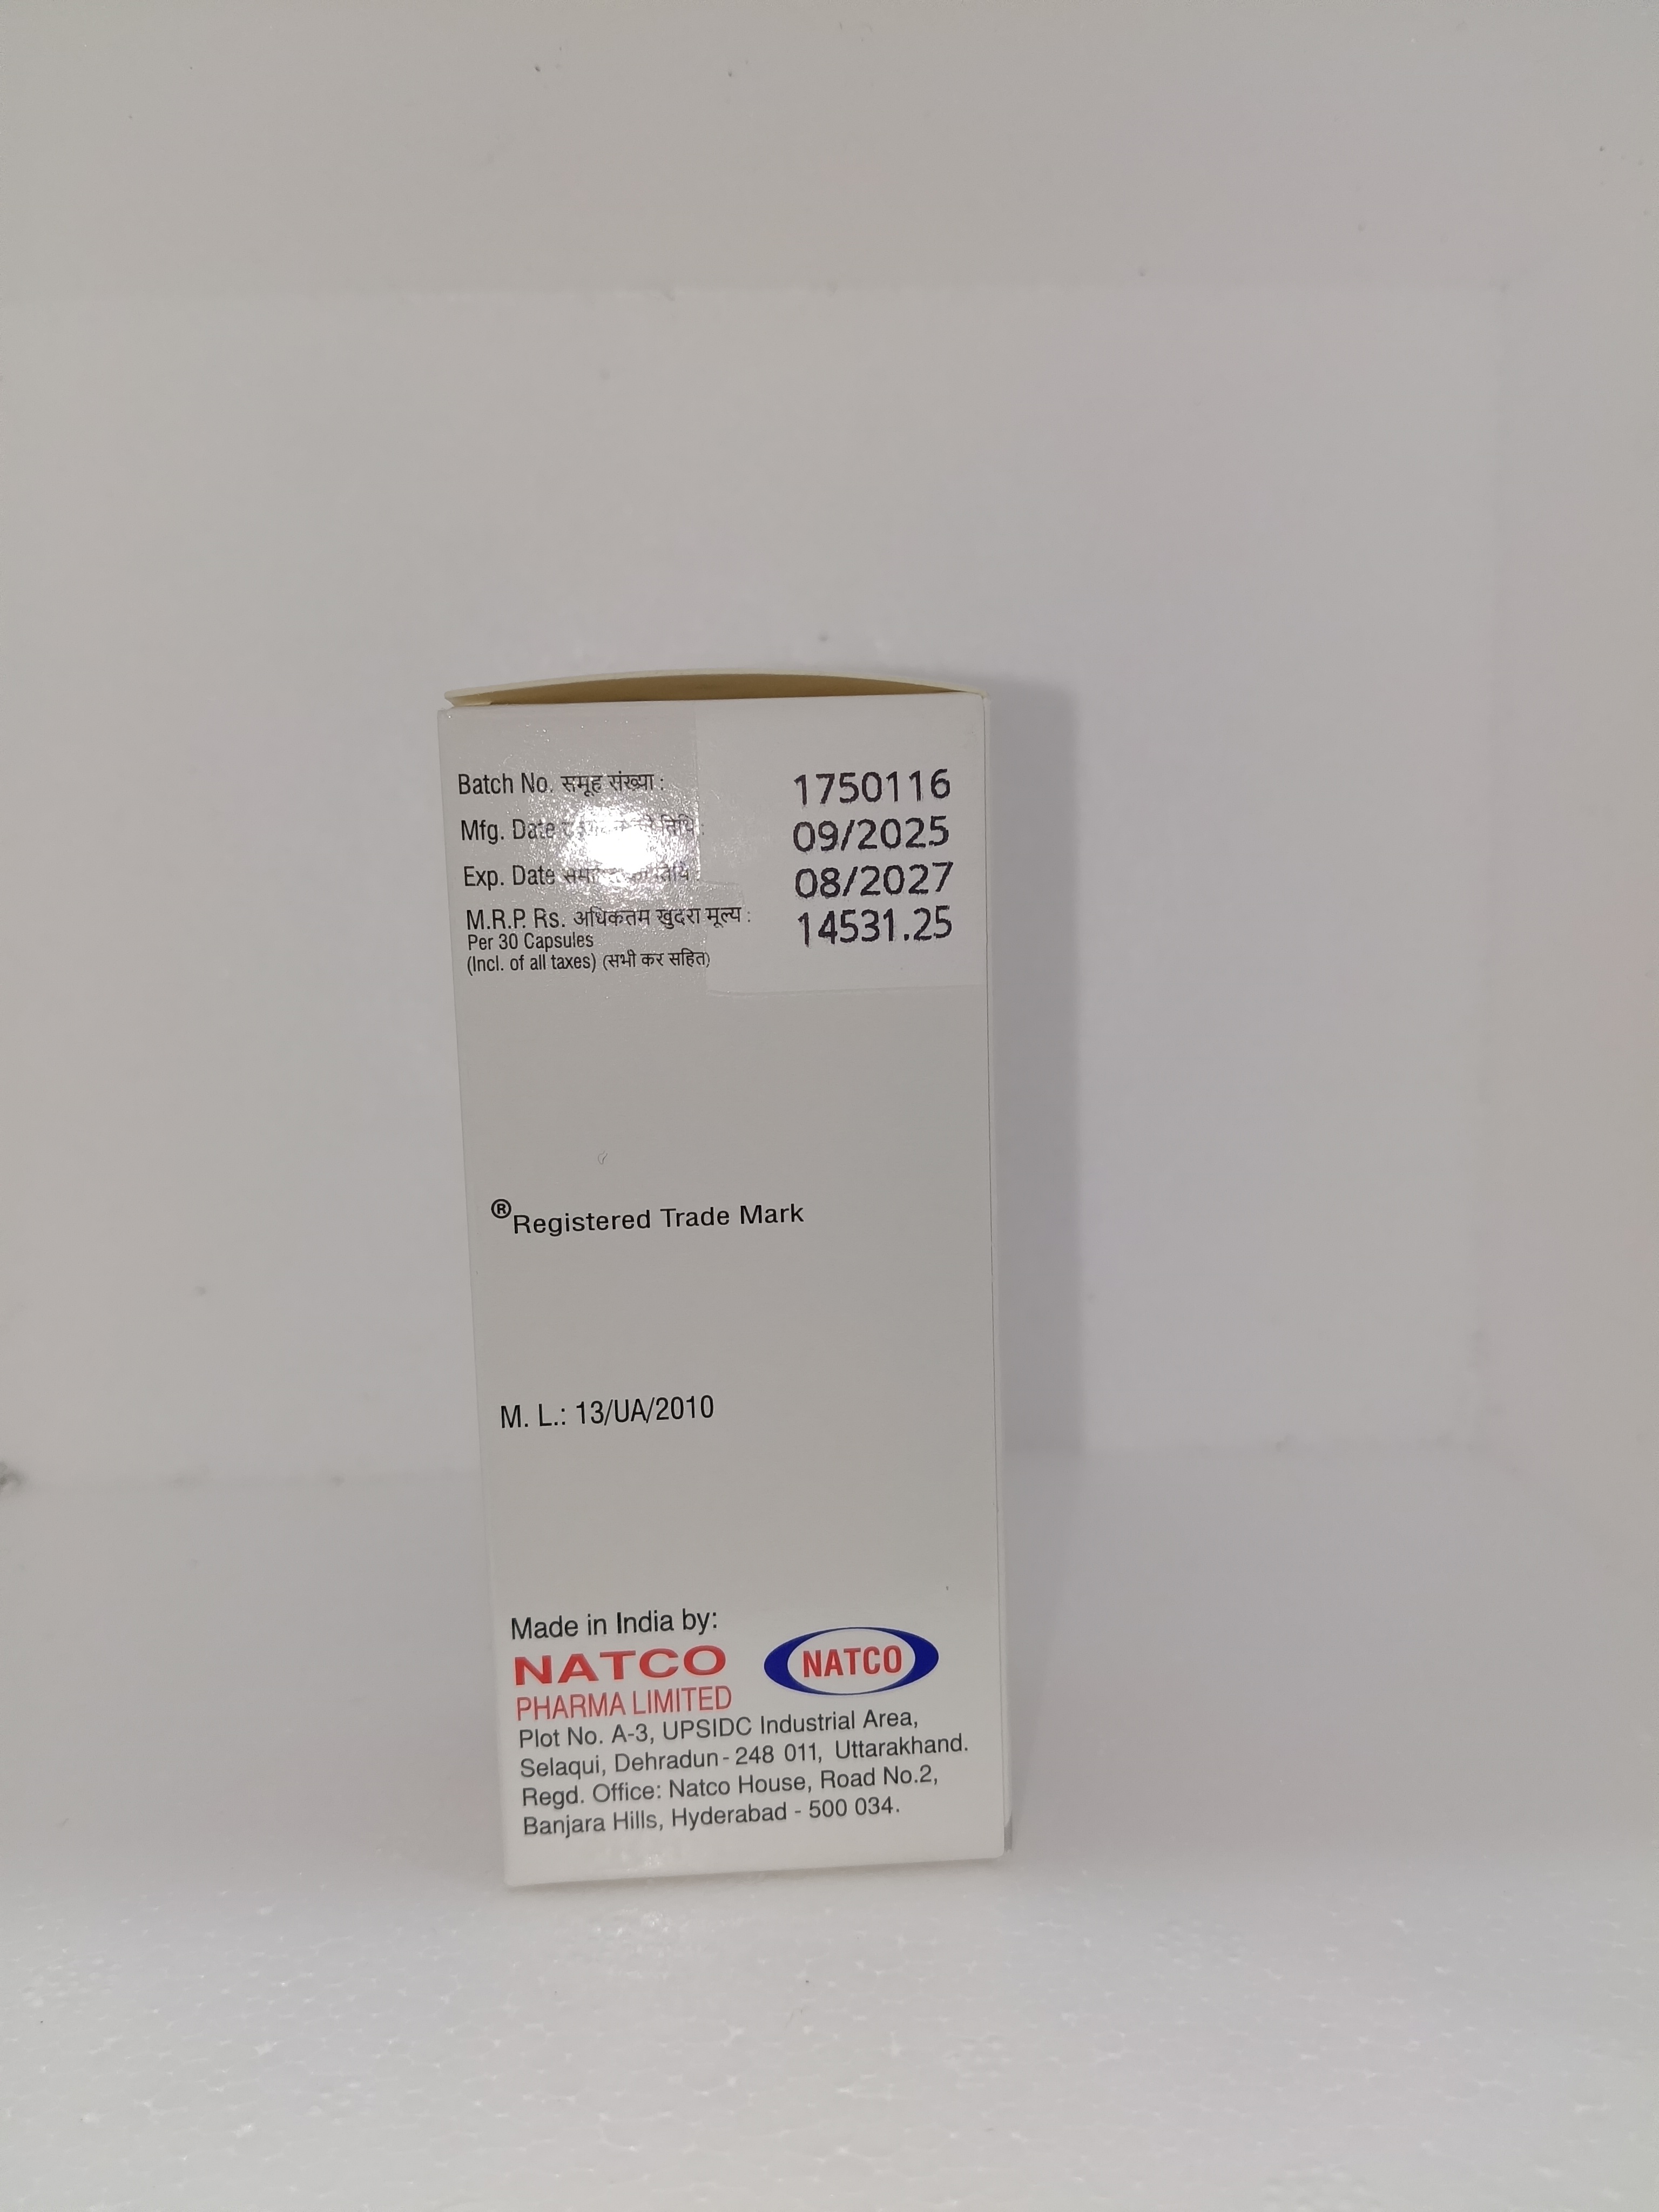 Batch No. समूह संख्या : 1750116
Mfg. Date तिथि : 09/2025
Exp. Date तिथि 08/2027
M.R.P. Rs. अधिकतम खुदरा मूल्य : 14531.25
Per 30 Capsules
(Incl. of all taxes) (सभी कर सहित)
®Registered Trade Mark
M. L.: 13/UA/2010
Made in India by:
NATCO NATCO
PHARMA LIMITED
Plot No. A-3, UPSIDC Industrial Area,
Selaqui, Dehradun - 248 011, Uttarakhand.
Regd. Office: Natco House, Road No.2,
Banjara Hills, Hyderabad - 500 034.